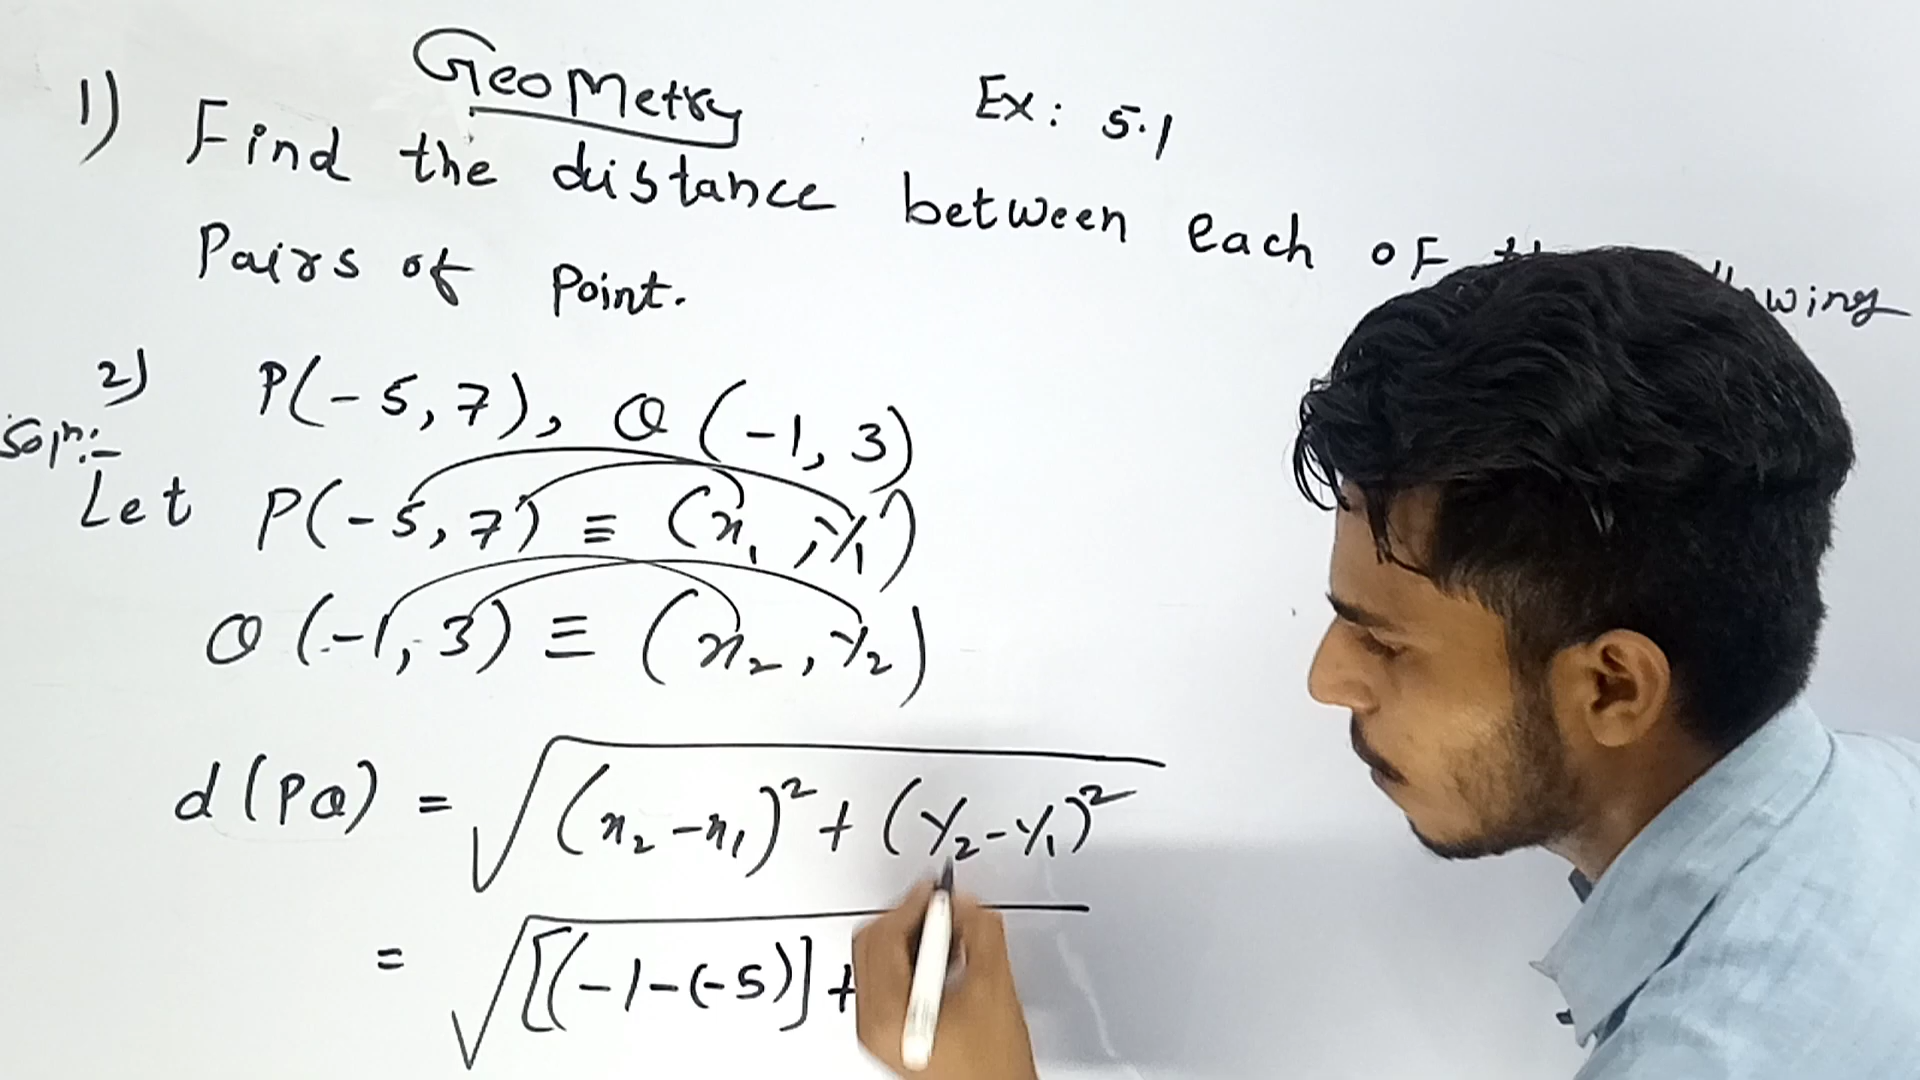 GeoMetry
Ex: 5.1
1) Find the distance between each oF
Pairs of Point.
2) P(-5,7), Q(-1,3)
Let P(-5,7) ≡ (x₁,y₁)
Q(-1,3) ≡ (x₂,y₂)
d(PQ) = √(x₂-x₁)²+(y₂-y₁)²
= √[(-1-(-5)]+